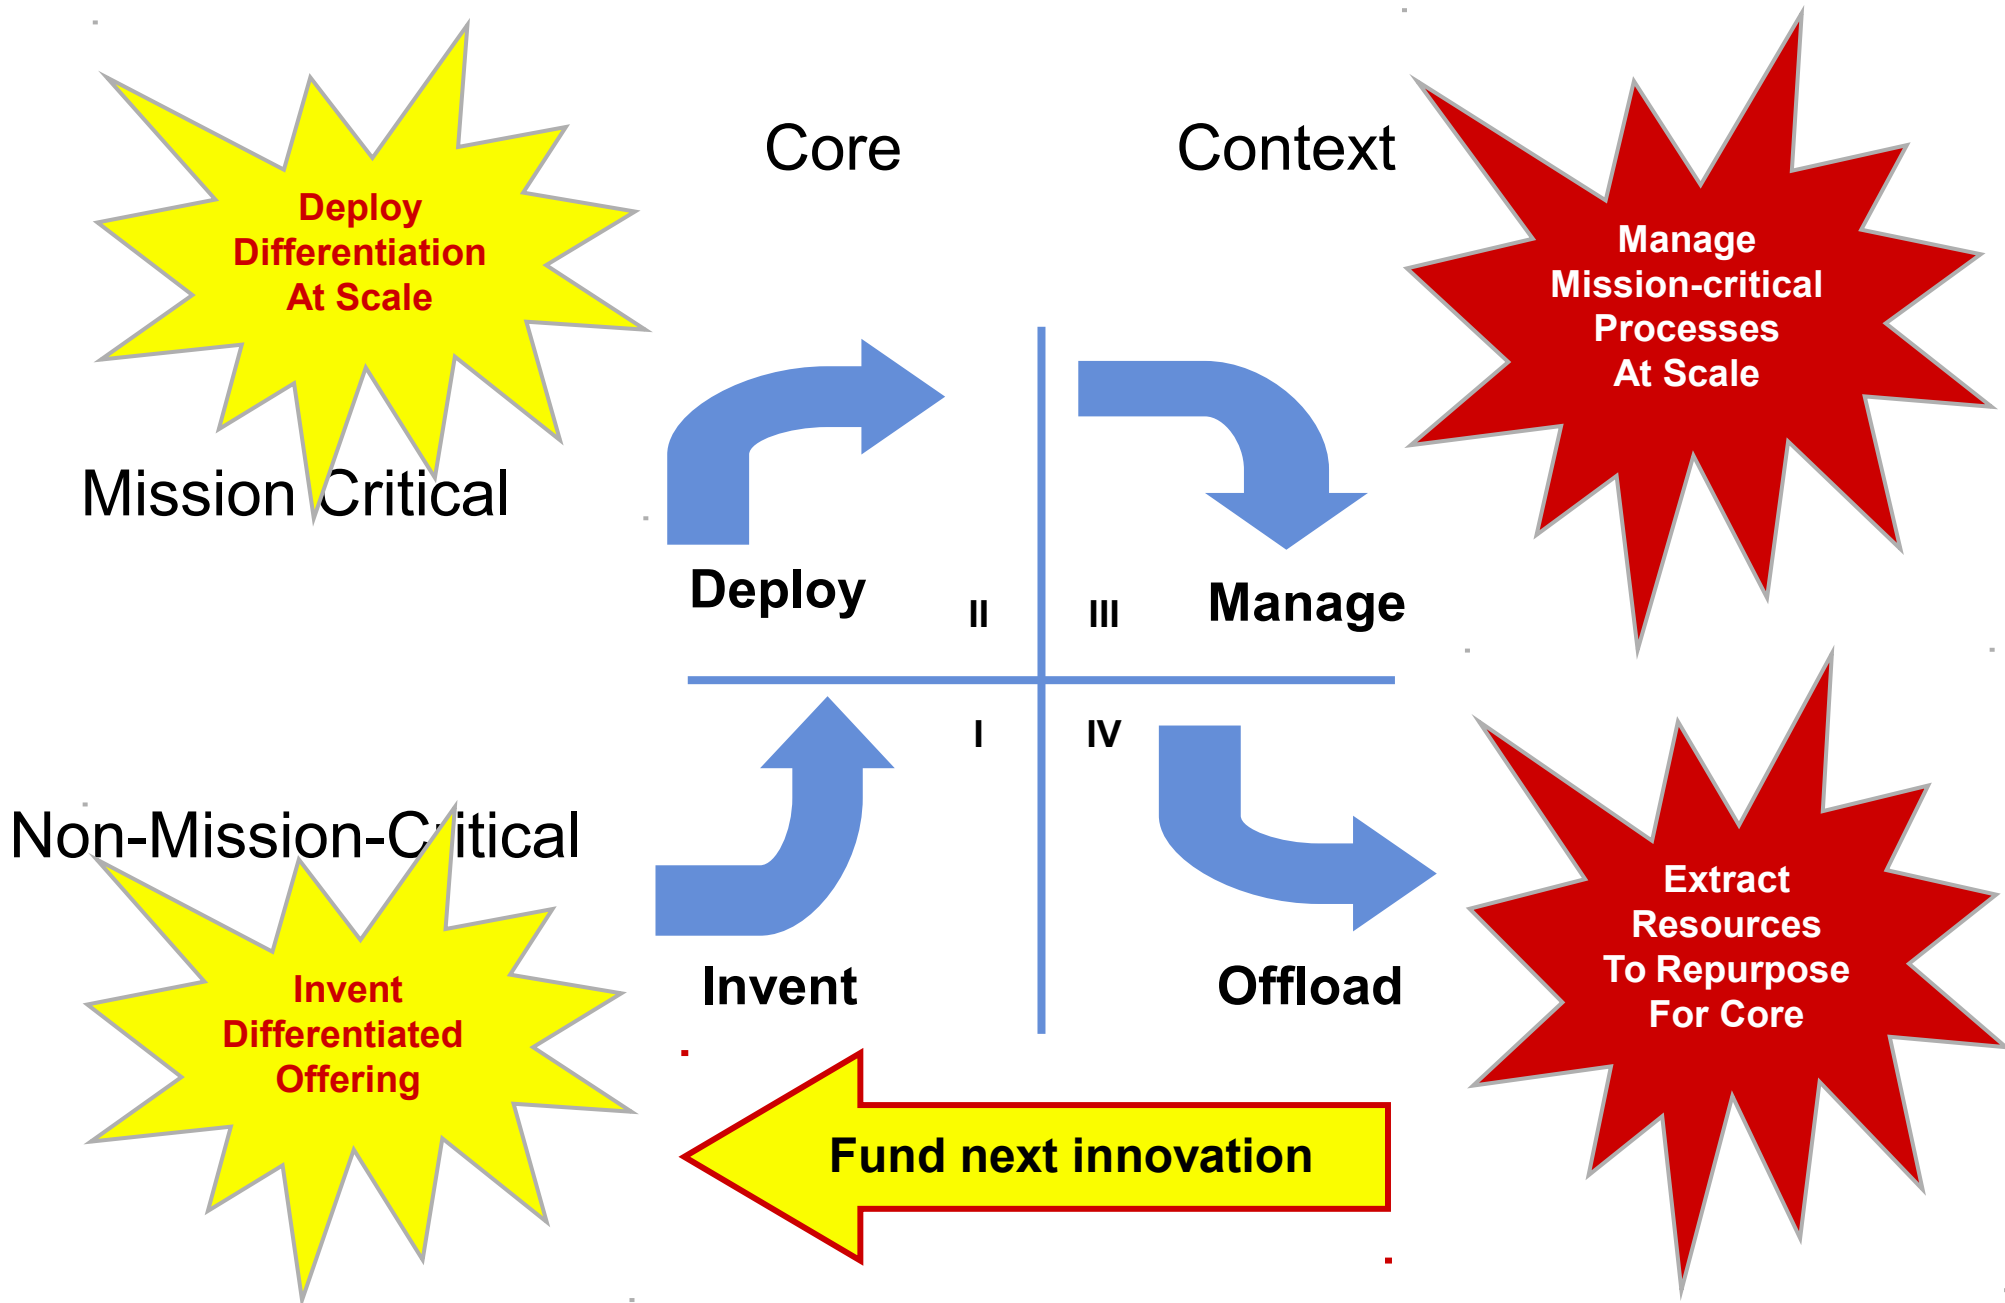 Core
Context
Deploy
Differentiation
At Scale
Manage
Mission-critical
Processes
At Scale
Mission Critical
Deploy
II
III
Manage
I
IV
Non-Mission-Critical
Invent
Differentiated
Offering
Invent
Offload
Extract
Resources
To Repurpose
For Core
Fund next innovation